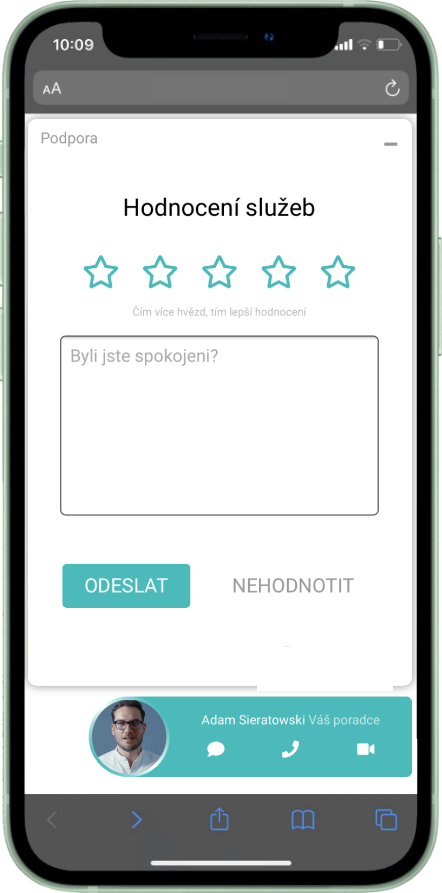 10:09
AA
Podpora
Hodnocení služeb
Čím více hvězd, tím lepší hodnocení
Byli jste spokojeni?
ODESLAT
NEHODNOTIT
Adam Sieratowski Váš poradce